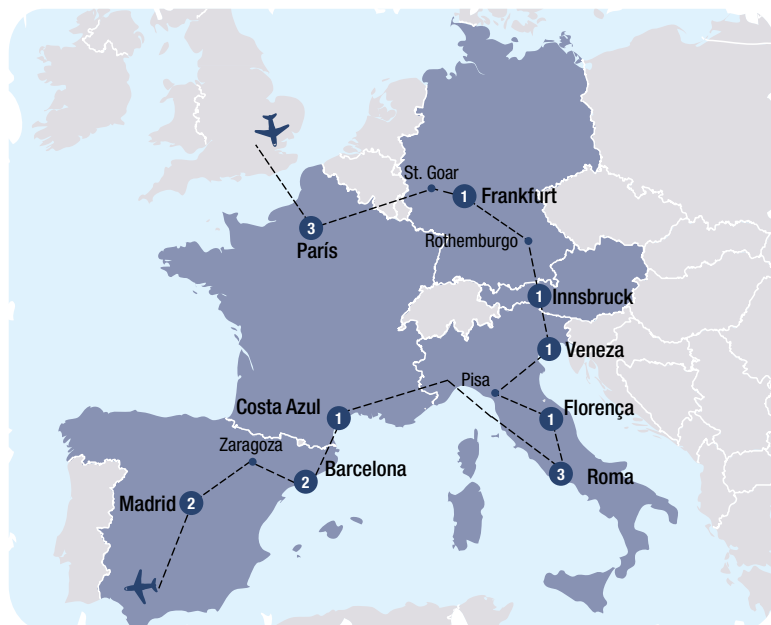 St. Goar
1 Frankfurt
3
París
Rothemburgo
1 Innsbruck
1 Veneza
Pisa
Costa Azul 1
Florença
1
Zaragoza
Barcelona
2
3 Roma
Madrid 2